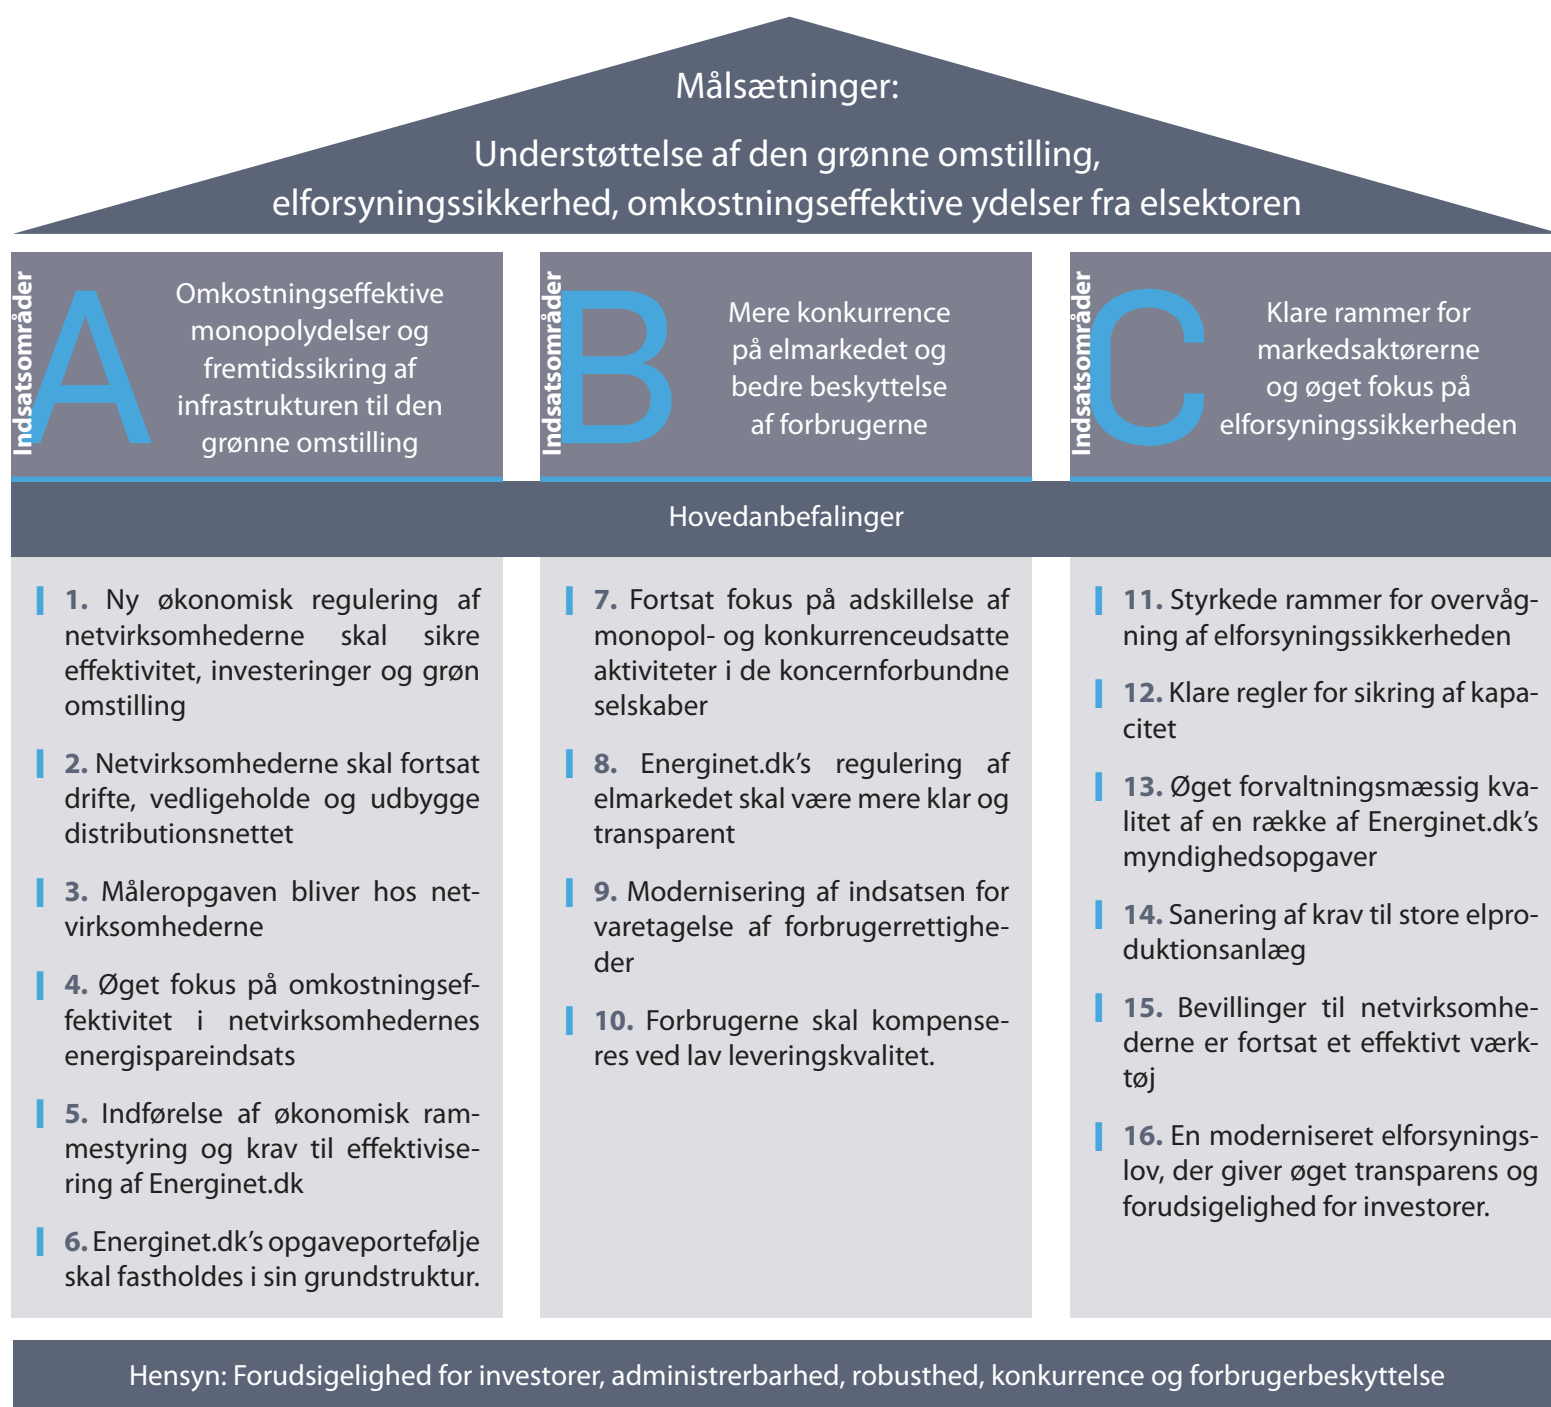 Målsætninger:
Understøttelse af den grønne omstilling,
elforsyningssikkerhed, omkostningseffektive ydelser fra elsektoren
Indsatsområder
A
Omkostningseffektive
monopolydelser og
fremtidssikring af
infrastrukturen til den
grønne omstilling
Indsatsområder
B
Mere konkurrence
på elmarkedet og
bedre beskyttelse
af forbrugerne
Indsatsområder
C
Klare rammer for
markedsaktørerne
og øget fokus på
elforsyningssikkerheden
Hovedanbefalinger
1. Ny økonomisk regulering af
netvirksomhederne skal sikre
effektivitet, investeringer og grøn
omstilling
2. Netvirksomhederne skal fortsat
drifte, vedligeholde og udbygge
distributionsnettet
3. Måleropgaven bliver hos net-
virksomhederne
4. Øget fokus på omkostningsef-
fektivitet i netvirksomhedernes
energispareindsats
5. Indførelse af økonomisk ram-
mestyring og krav til effektivise-
ring af Energinet.dk
6. Energinet.dk's opgaveportefølje
skal fastholdes i sin grundstruktur.
7. Fortsat fokus på adskillelse af
monopol- og konkurrenceudsatte
aktiviteter i de koncernforbundne
selskaber
8. Energinet.dk's regulering af
elmarkedet skal være mere klar og
transparent
9. Modernisering af indsatsen for
varetagelse af forbrugerrettighe-
der
10. Forbrugerne skal kompense-
res ved lav leveringskvalitet.
11. Styrkede rammer for overvåg-
ning af elforsyningssikkerheden
12. Klare regler for sikring af kapa-
citet
13. Øget forvaltningsmæssig kva-
litet af en række af Energinet.dk's
myndighedsopgaver
14. Sanering af krav til store elpro-
duktionsanlæg
15. Bevillinger til netvirksomhe-
derne er fortsat et effektivt værk-
tøj
16. En moderniseret elforsynings-
lov, der giver øget transparens og
forudsigelighed for investorer.
Hensyn: Forudsigelighed for investorer, administrerbarhed, robusthed, konkurrence og forbrugerbeskyttelse